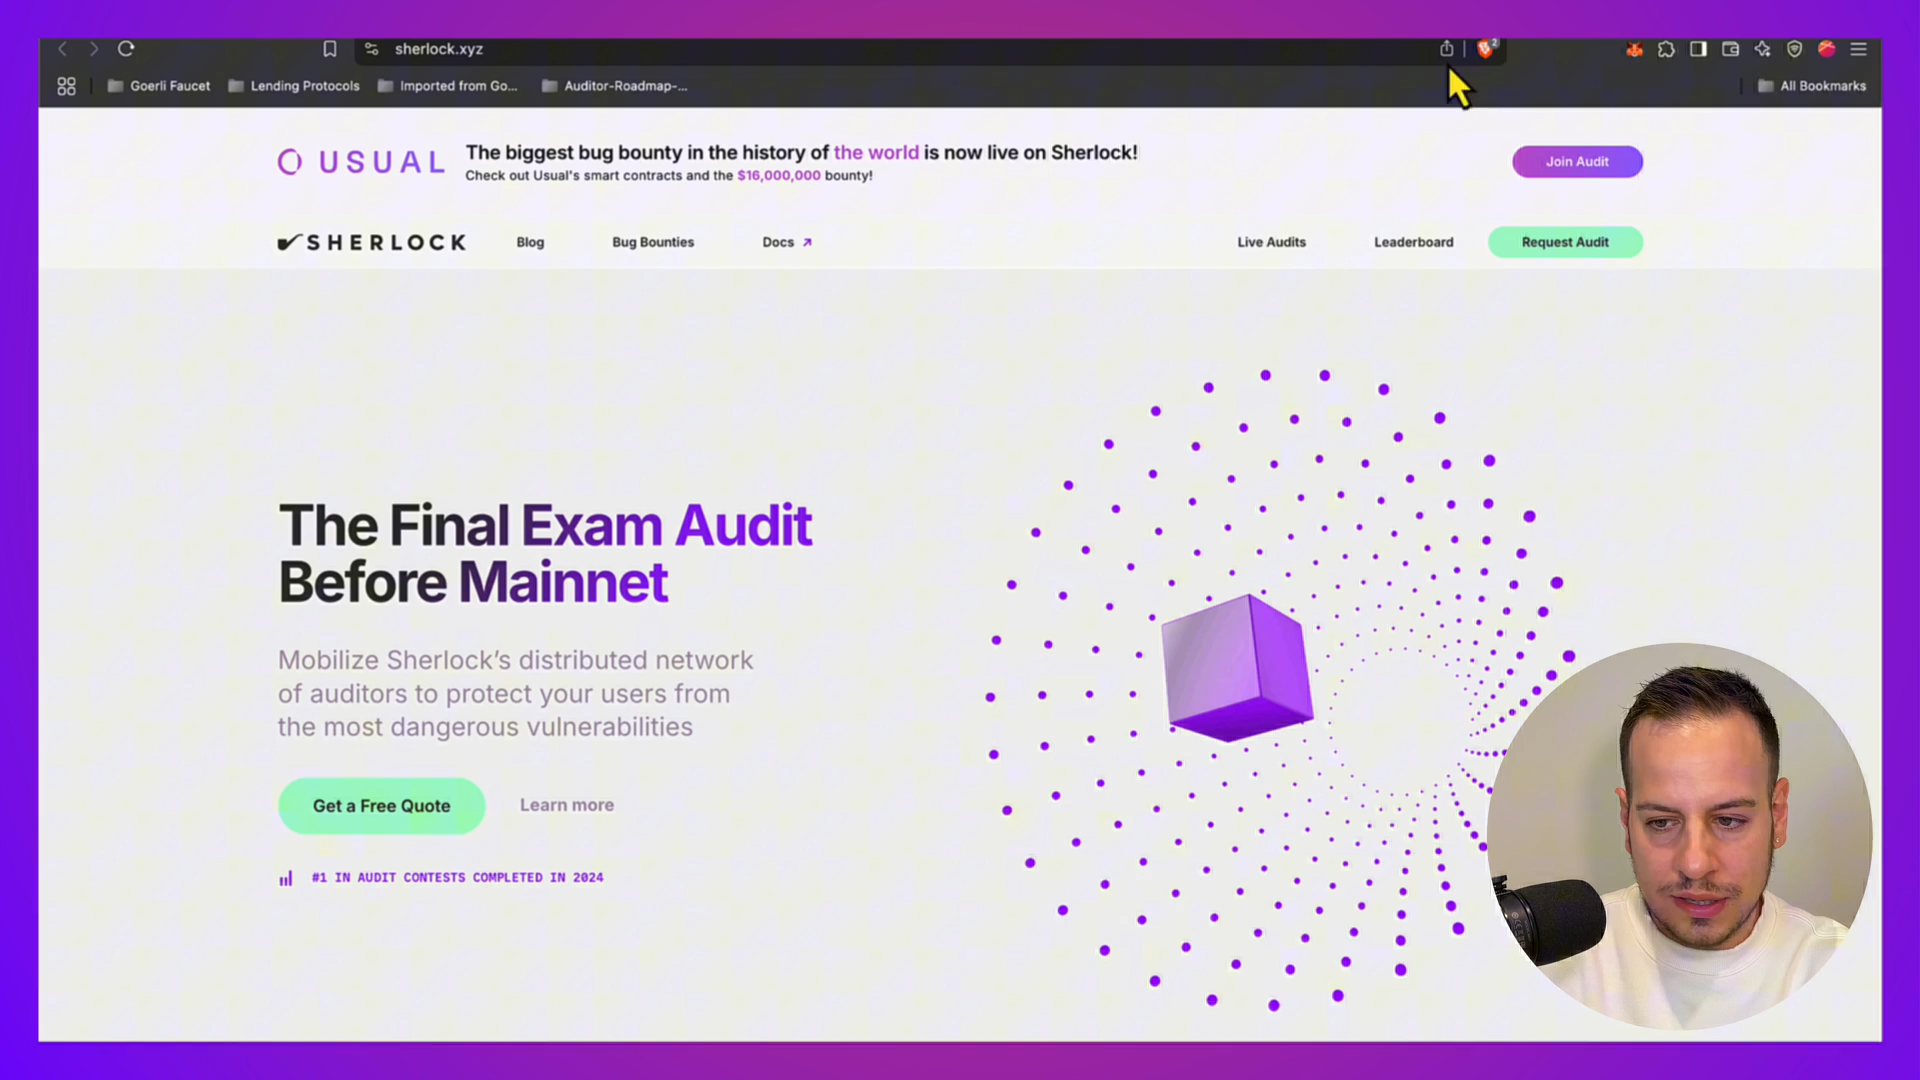 sherlock.xyz
2
Goerli Faucet
Lending Protocols
Imported from Go...
Auditor-Roadmap-...
All Bookmarks
USUAL
The biggest bug bounty in the history of the world is now live on Sherlock!
Check out Usual's smart contracts and the $16,000,000 bounty!
Join Audit
SHERLOCK
Blog
Bug Bounties
Docs
Live Audits
Leaderboard
Request Audit
The Final Exam Audit
Before Mainnet
Mobilize Sherlock’s distributed network
of auditors to protect your users from
the most dangerous vulnerabilities
Get a Free Quote
Learn more
#1 IN AUDIT CONTESTS COMPLETED IN 2024